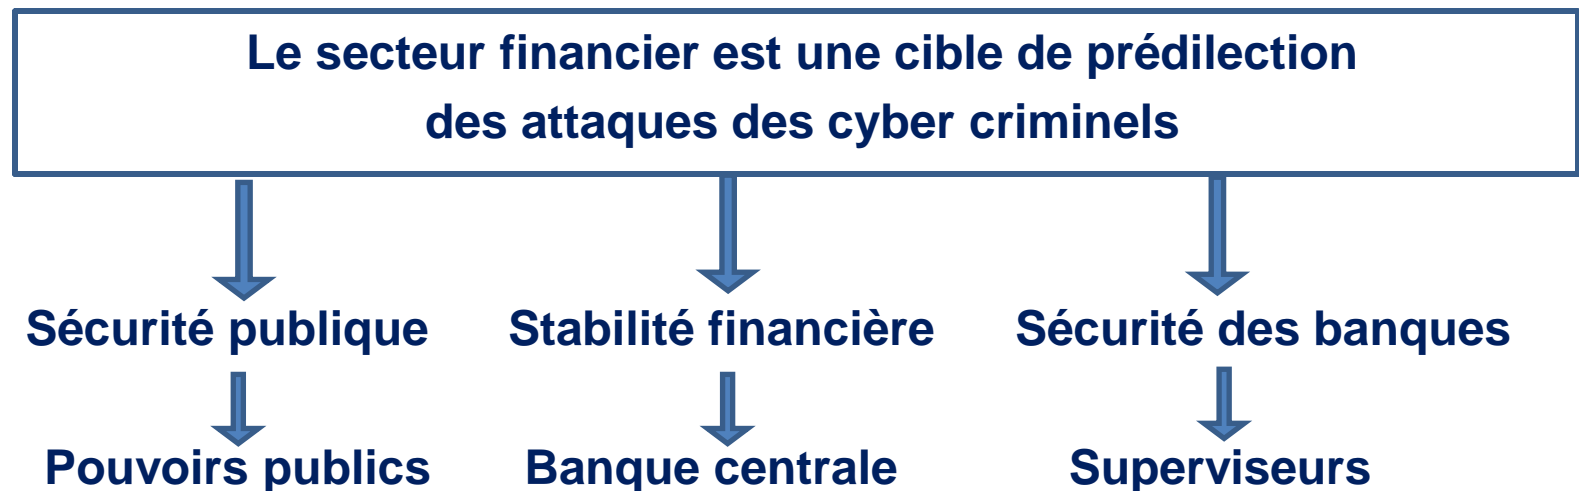 Le secteur financier est une cible de prédilection
des attaques des cyber criminels
Sécurité publique
Stabilité financière
Sécurité des banques
Pouvoirs publics
Banque centrale
Superviseurs